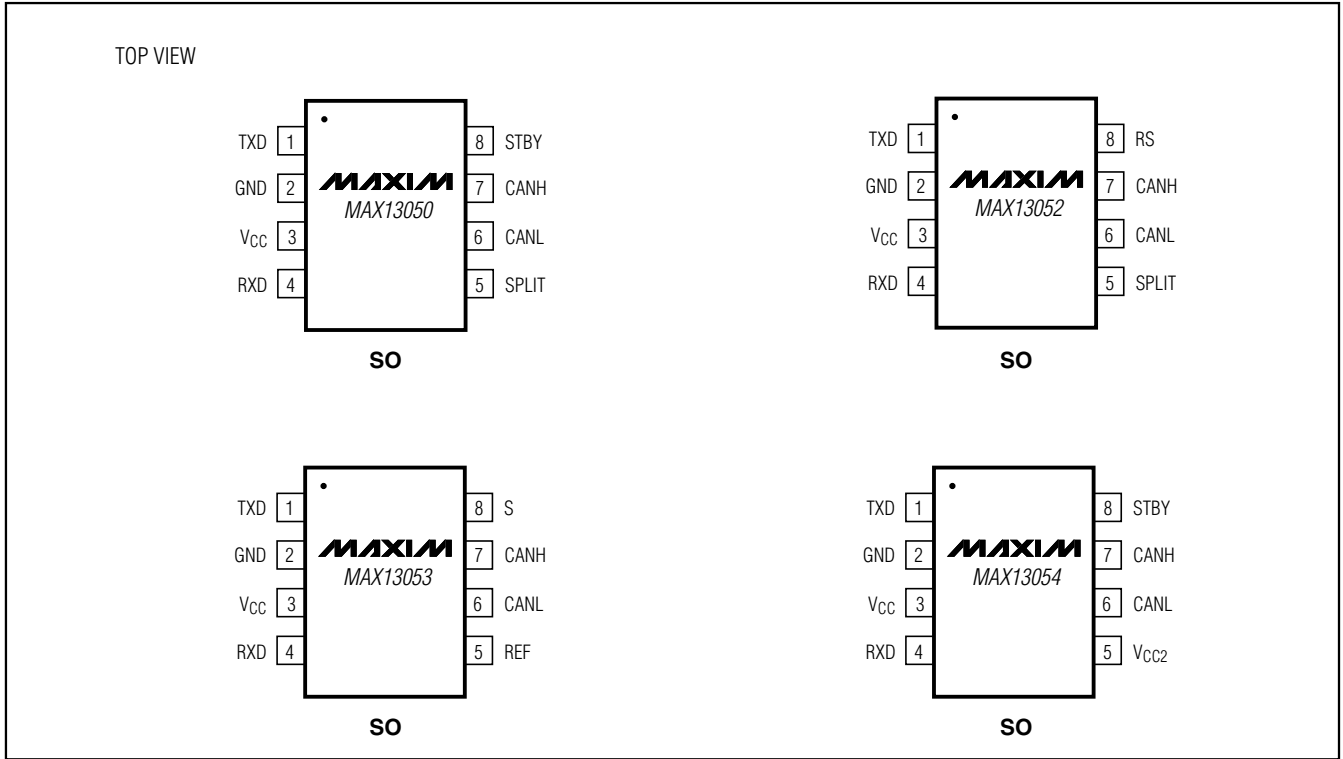 TOP VIEW
TXD 1
GND 2
VCC 3
RXD 4
MAXIM
MAX13050
8 STBY
7 CANH
6 CANL
5 SPLIT
SO
TXD 1
GND 2
VCC 3
RXD 4
MAXIM
MAX13052
8 RS
7 CANH
6 CANL
5 SPLIT
SO
TXD 1
GND 2
VCC 3
RXD 4
MAXIM
MAX13053
8 S
7 CANH
6 CANL
5 REF
SO
TXD 1
GND 2
VCC 3
RXD 4
MAXIM
MAX13054
8 STBY
7 CANH
6 CANL
5 VCC2
SO